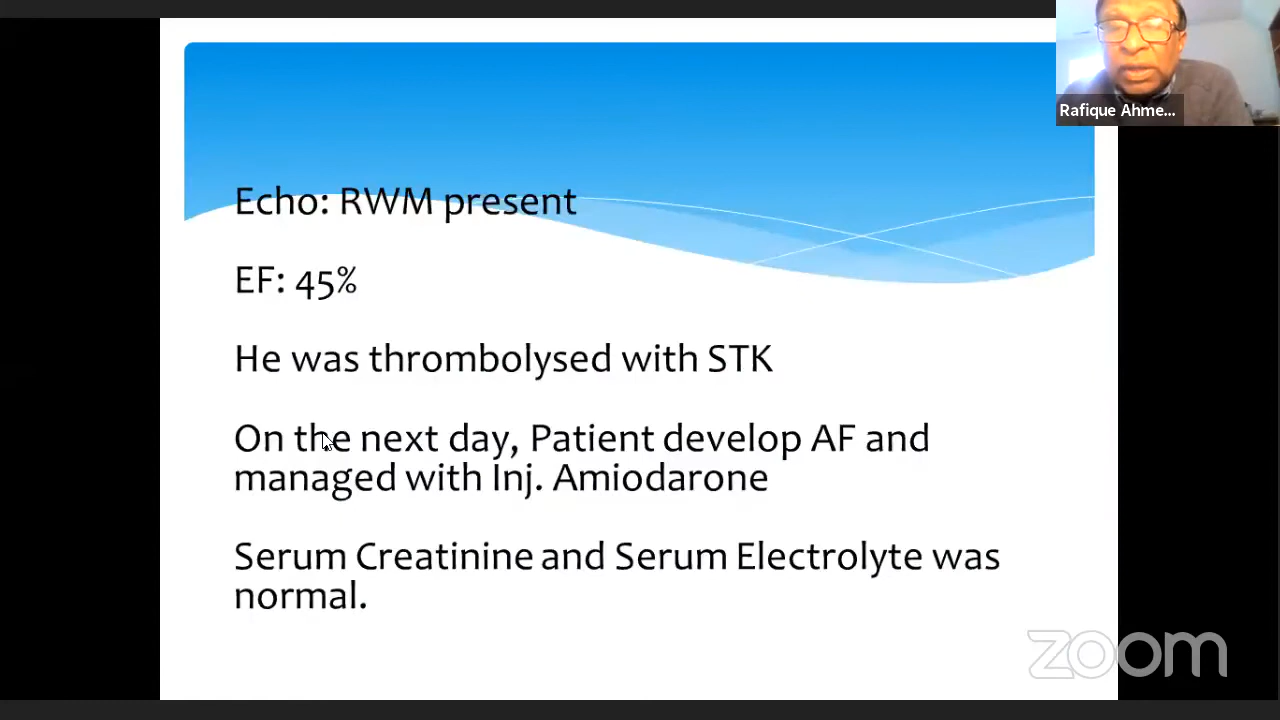 Rafique Ahme...
Echo: RWM present
EF: 45%
He was thrombolysed with STK
On the next day, Patient develop AF and
managed with Inj. Amiodarone
Serum Creatinine and Serum Electrolyte was
normal.
zoom